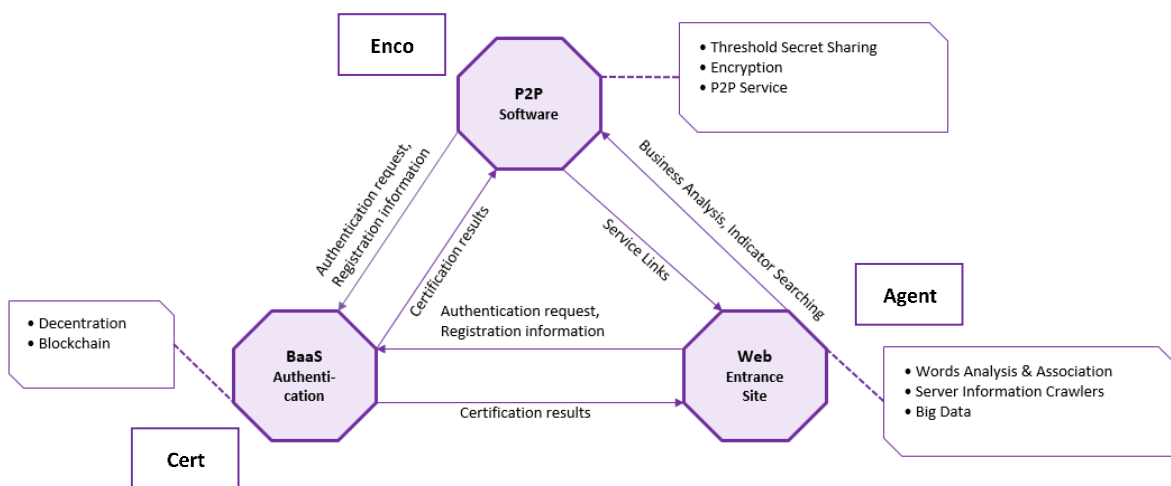 Enco
P2P
Software
• Threshold Secret Sharing
• Encryption
• P2P Service
Authentication request,
Registration information
Certification results
Service Links
Business Analysis, Indicator Searching
Agent
• Decentration
• Blockchain
Authentication request,
Registration information
BaaS
Authenti-
cation
Web
Entrance
Site
• Words Analysis & Association
• Server Information Crawlers
• Big Data
Certification results
Cert